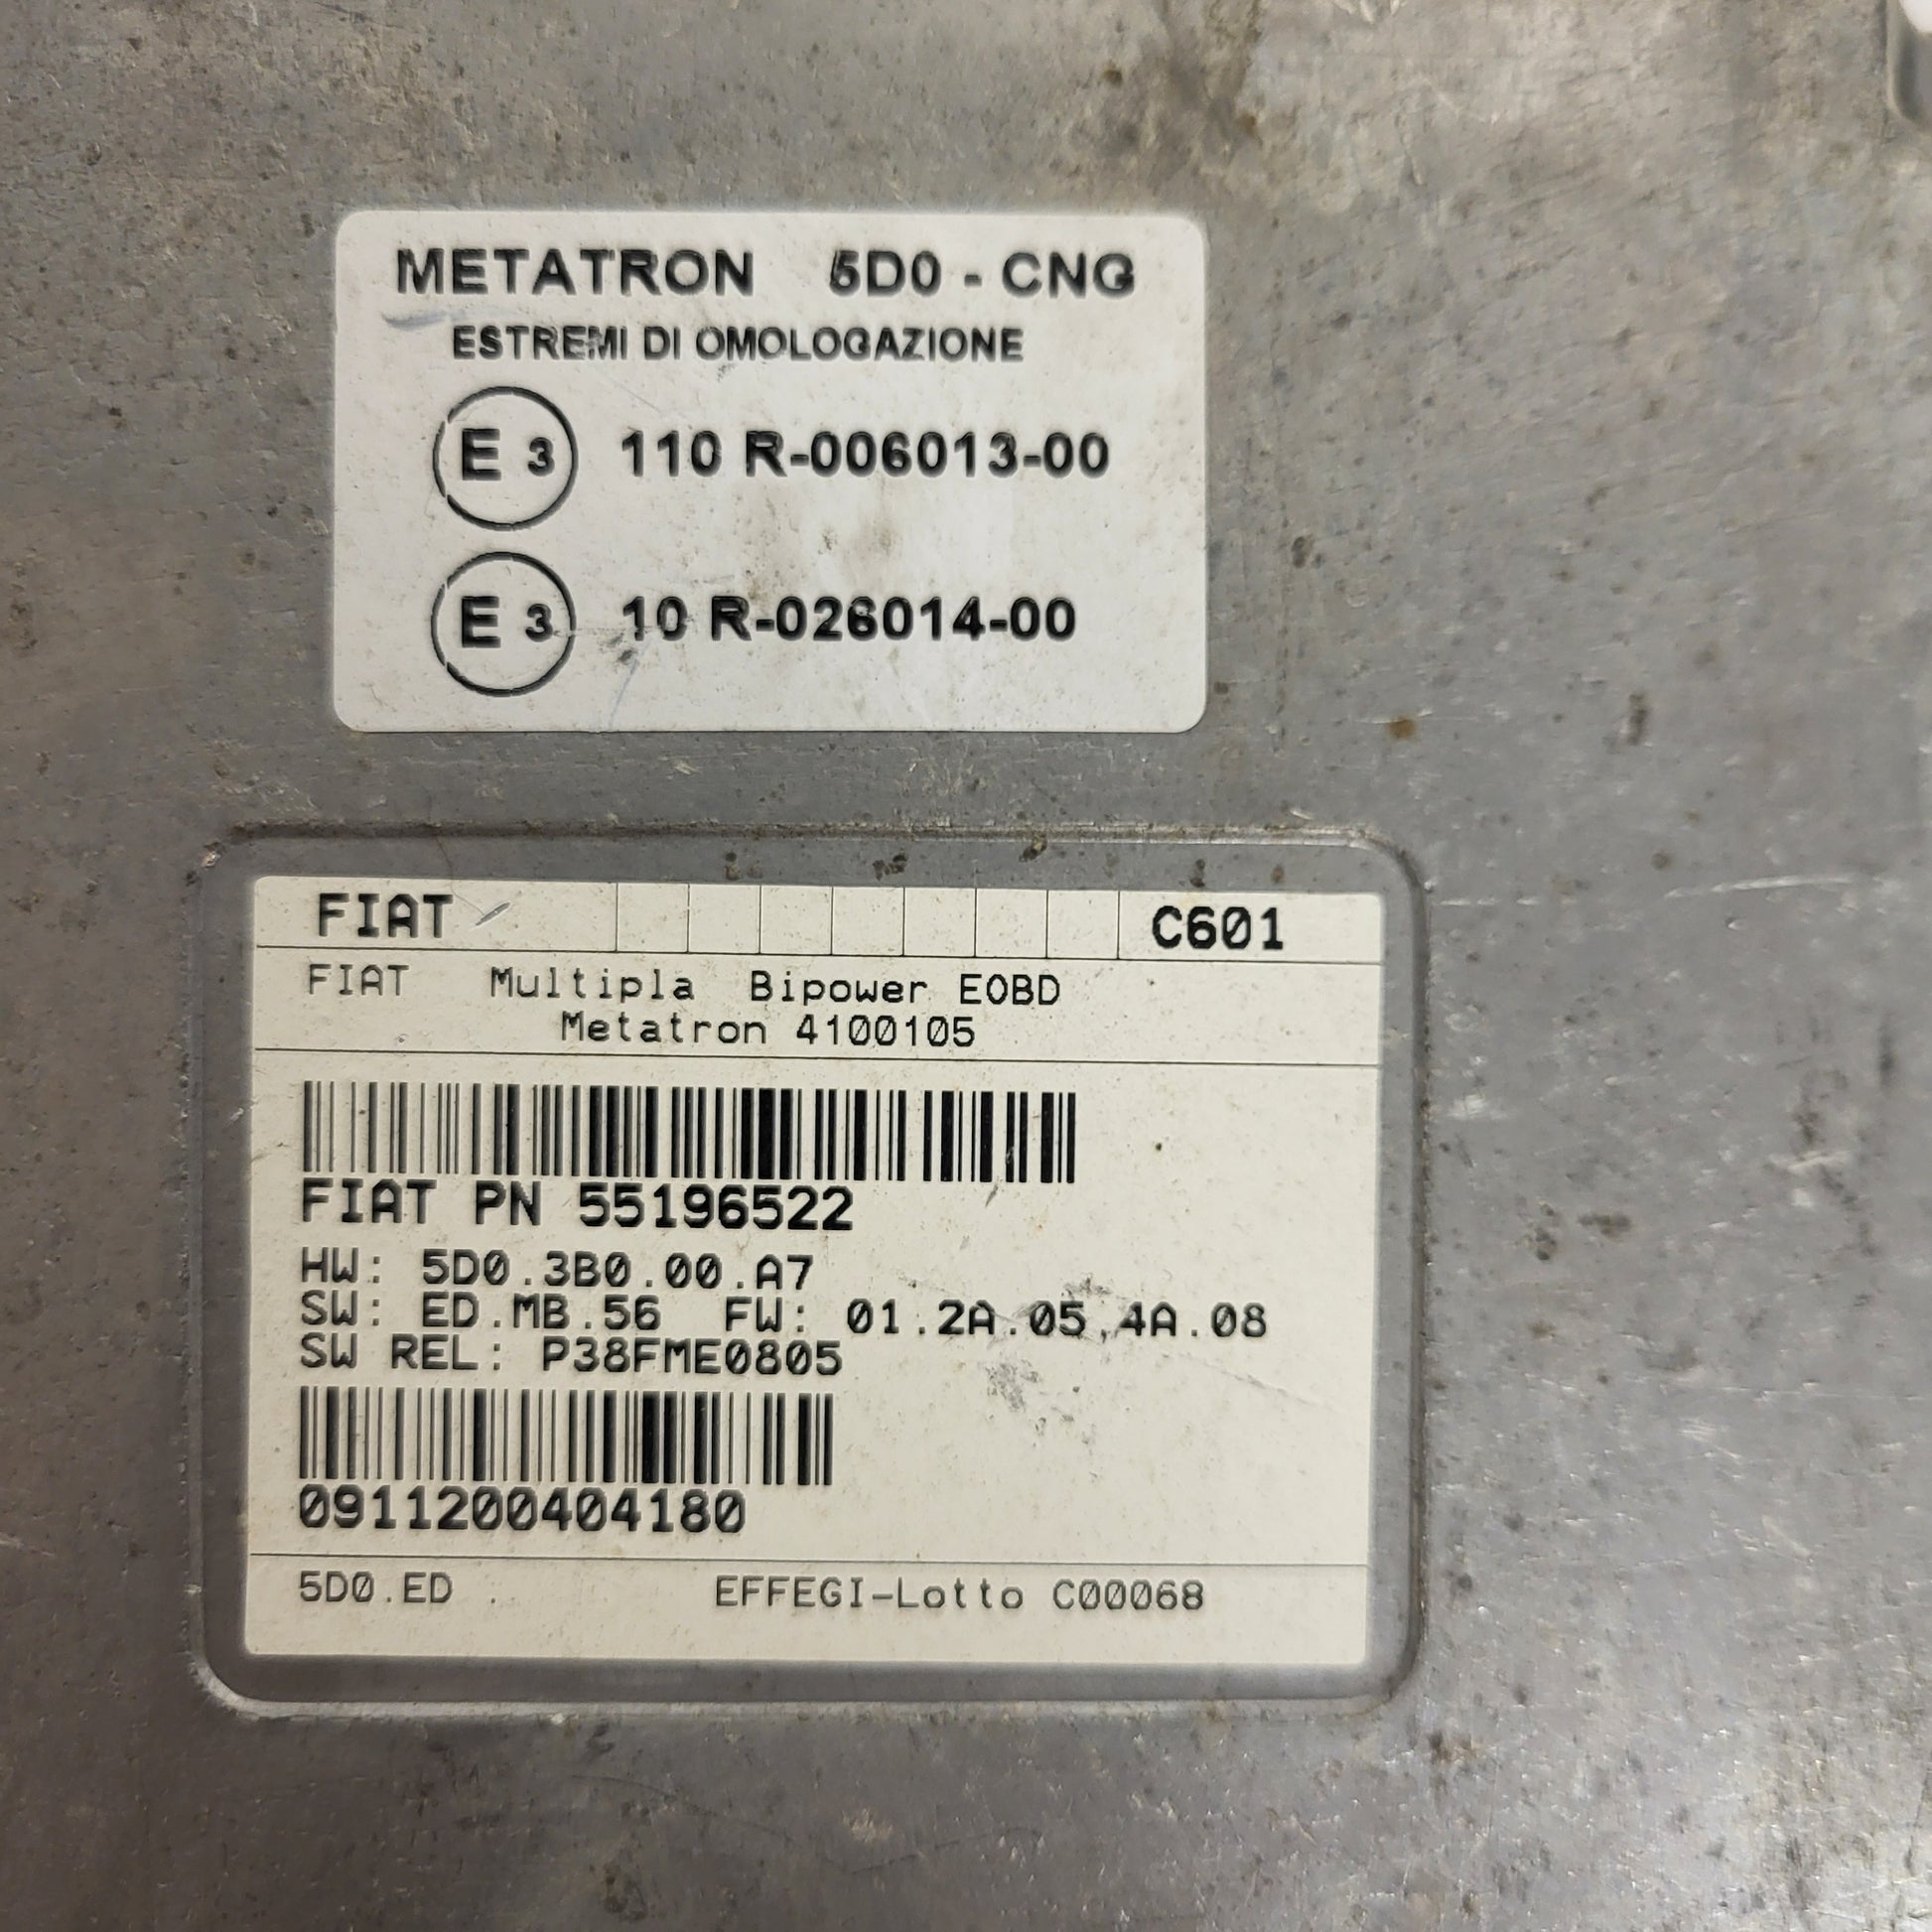 METATRON 5D0 - CNG
ESTREMI DI OMOLOGAZIONE
E 3 110 R-006013-00
E 3 10 R-026014-00
FIAT C601
FIAT Multipla Bipower EOBD
Metatron 4100105
FIAT PN 55196522
HW: 5D0.3B0.00.A7
SW: ED.MB.56 FW: 01.2A.05.4A.08
SW REL: P38FME0805
0911200404180
5D0.ED . EFFEGI-Lotto C00068